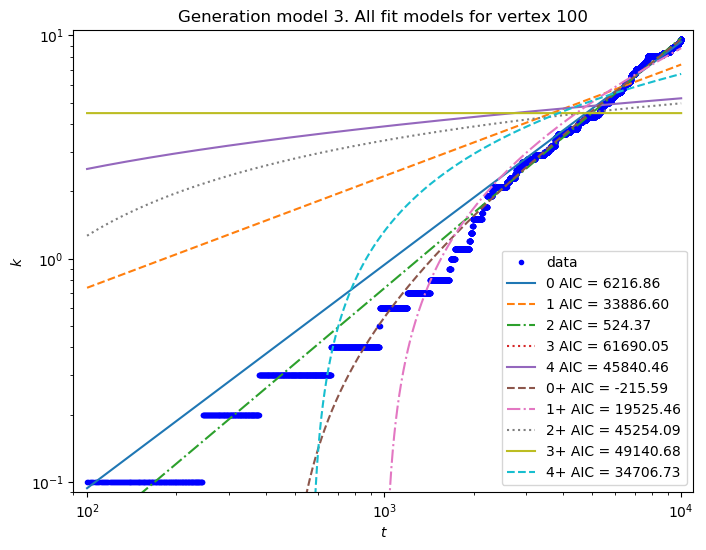 Generation model 3. All fit models for vertex 100
10¹
10⁰
10⁻¹
k
data
0 AIC = 6216.86
1 AIC = 33886.60
2 AIC = 524.37
3 AIC = 61690.05
4 AIC = 45840.46
0+ AIC = -215.59
1+ AIC = 19525.46
2+ AIC = 45254.09
3+ AIC = 49140.68
4+ AIC = 34706.73
10² 10³ 10⁴
t